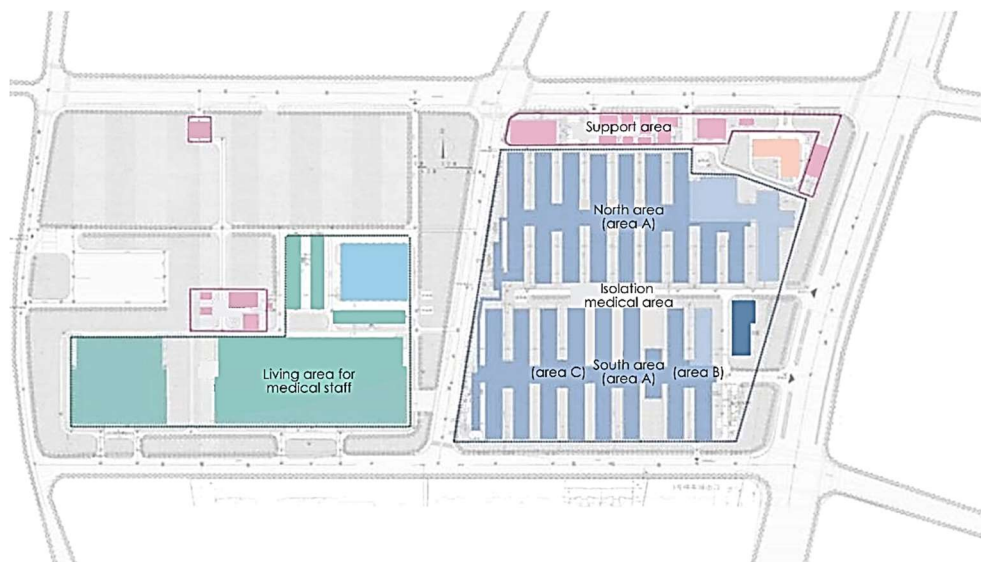 Support area
North area
(area A)
Isolation
medical area
(area C)
South area
(area A)
(area B)
Living area for
medical staff